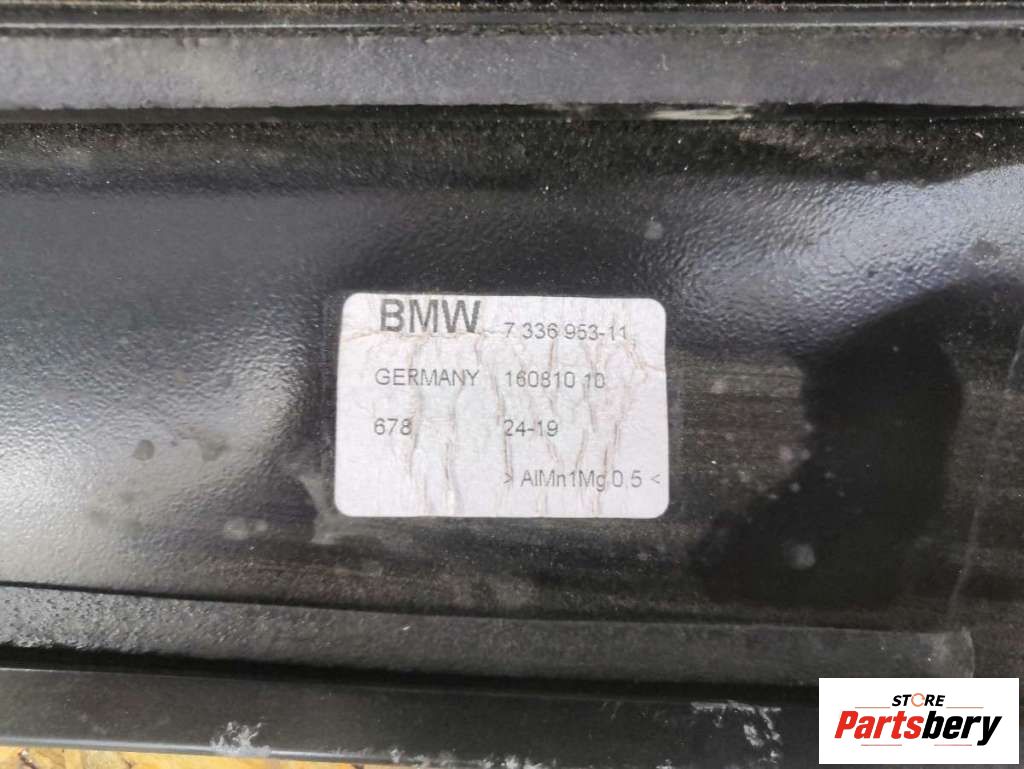 BMW 7 336 953-11
GERMANY 160810 10
678 24-19
> AlMn1Mg 0,5 <
STORE
Partsbery